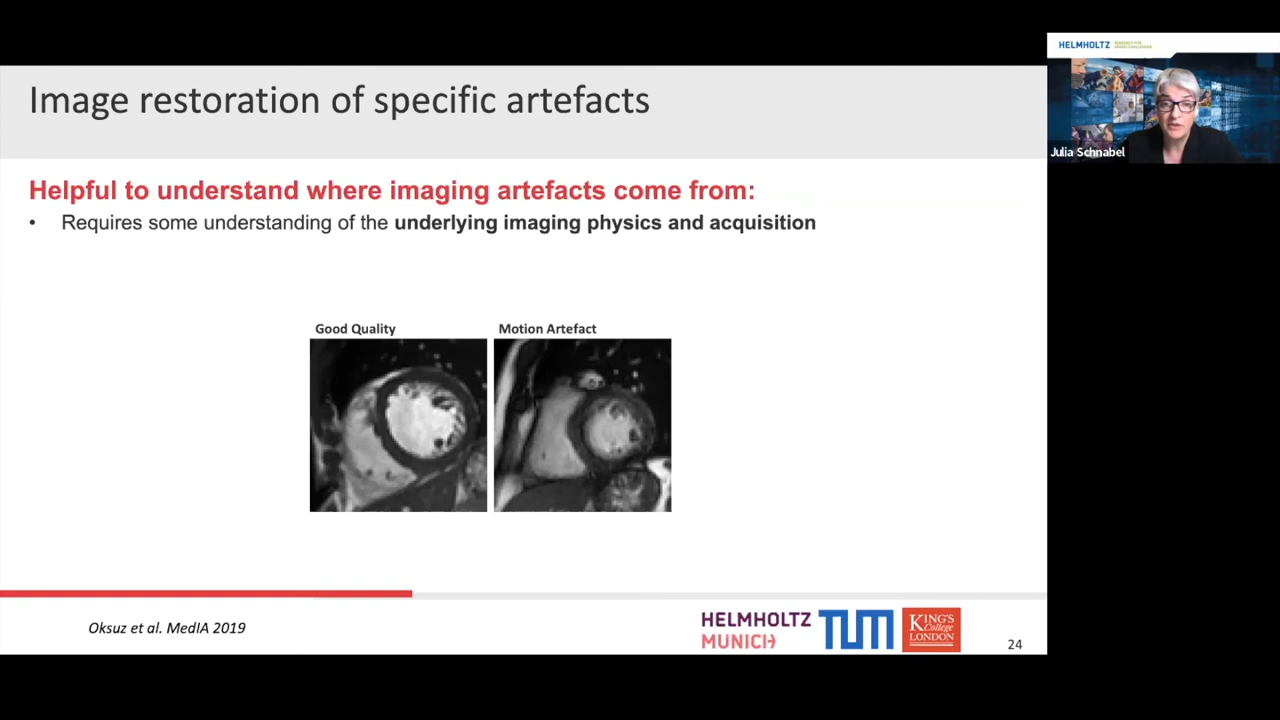 Image restoration of specific artefacts
HELMHOLTZ
Julia Schnabel
Helpful to understand where imaging artefacts come from:
• Requires some understanding of the underlying imaging physics and acquisition
Good Quality
Motion Artefact
Oksuz et al. MedIA 2019
HELMHOLTZ
MUNICH
TUM
KING'S
College
LONDON
24